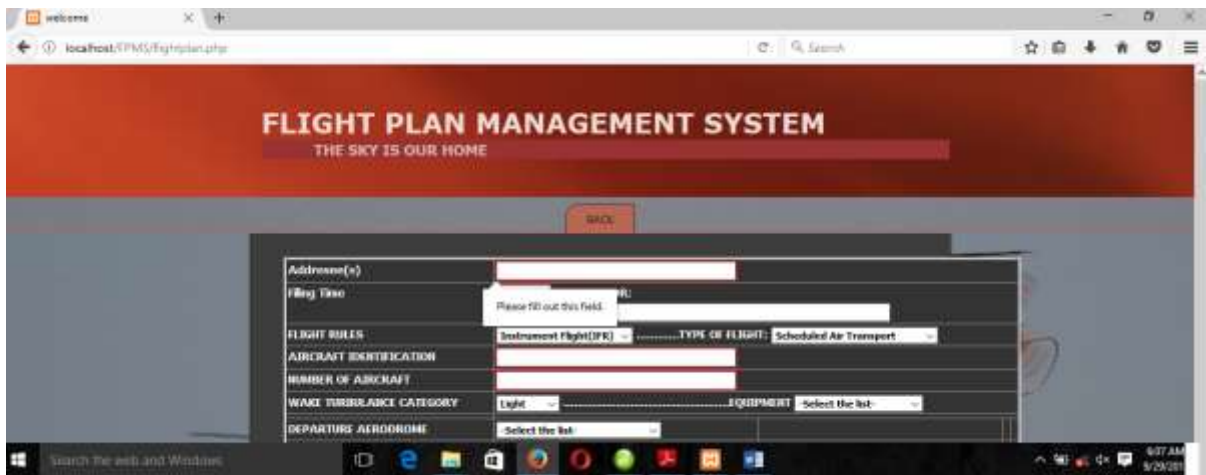 welcome
localhost/FPMS/flightplan.php
Search
FLIGHT PLAN MANAGEMENT SYSTEM
THE SKY IS OUR HOME
BACK
Addressee(s)
Filing Time
Please fill out this field.
FLIGHT RULES Instrument Flight(IFR) ............TYPE OF FLIGHT: Scheduled Air Transport
AIRCRAFT IDENTIFICATION
NUMBER OF AIRCRAFT
WAKE TURBULANCE CATEGORY Light EQUIPMENT -Select the list-
DEPARTURE AERODROME -Select the list-
Search the web and Windows
6:07 AM